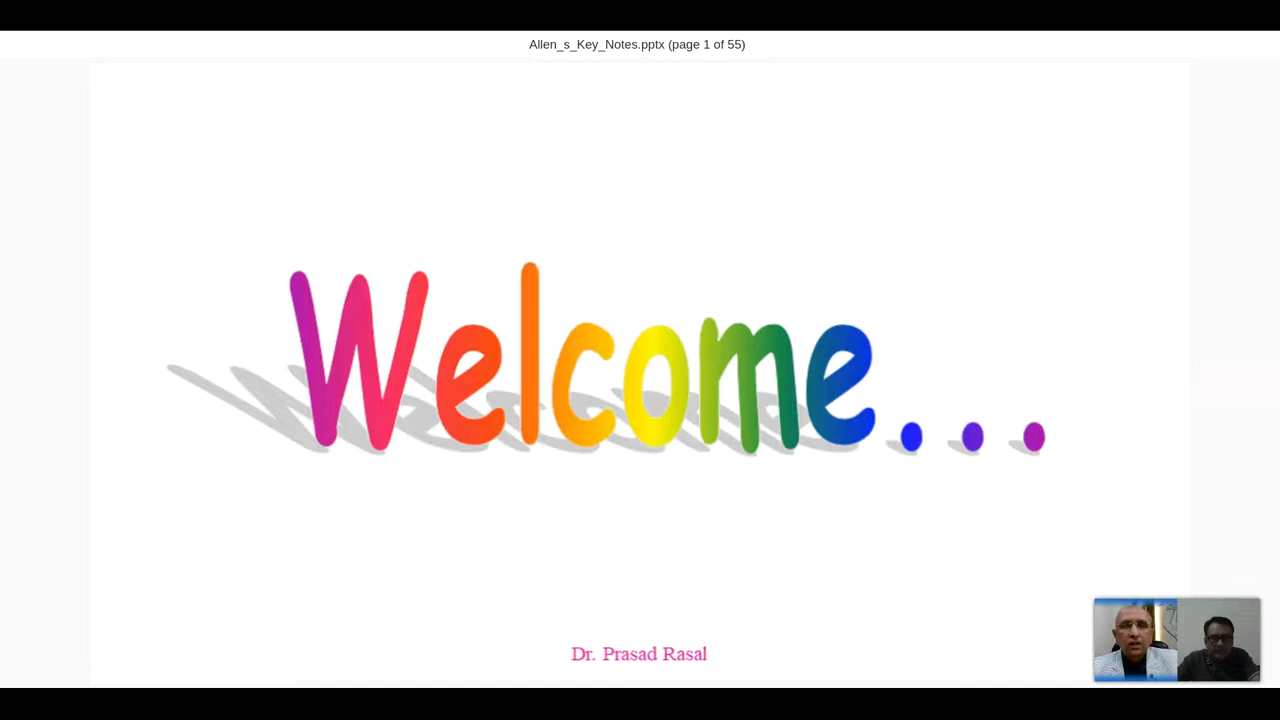 Allen_s_Key_Notes.pptx (page 1 of 55)
Welcome...
Dr. Prasad Rasal